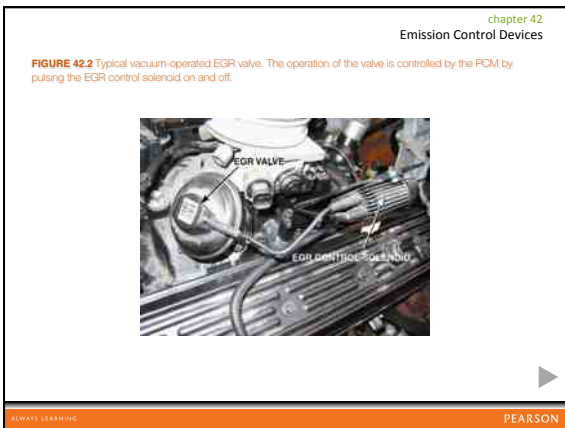 chapter 42
Emission Control Devices
FIGURE 42.2 Typical vacuum-operated EGR valve. The operation of the valve is controlled by the PCM by
pulsing the EGR control solenoid on and off.
EGR VALVE
EGR CONTROL SOLENOID
ALWAYS LEARNING
PEARSON